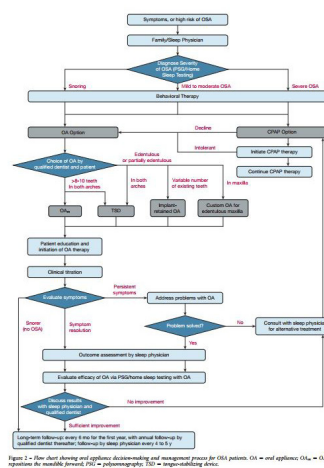 Symptoms, or high risk of OSA
Family/Sleep Physician
Diagnose Severity
of OSA (PSG/Home
Sleep Testing)
Snoring
Mild to moderate OSA
Severe OSA
Behavioral Therapy
OA Option
Decline
CPAP Option
Intolerant
Initiate CPAP therapy
Continue CPAP therapy
Choice of OA by
qualified dentist and patient
Edentulous
or partially edentulous
>8-10 teeth
In both arches
In both
arches
Variable number
of existing teeth
In maxilla
OAm
TSD
Implant-
retained OA
Custom OA for
edentulous maxilla
Patient education and
initiation of OA therapy
Clinical titration
Evaluate symptoms
Persistent
symptoms
Address problems with OA
Snorer
(no OSA)
Symptom
resolution
Problem solved?
No
Consult with sleep physician
for alternative treatment
Yes
Outcome assessment by sleep physician
Evaluate efficacy of OA via PSG/home sleep testing with OA
Discuss results
with sleep physician and
qualified dentist
No improvement
Sufficient improvement
Long-term follow-up: every 6 mo for the first year, with annual follow-up by
qualified dentist thereafter; follow-up by sleep physician every 4 to 5 y
Figure 2 – Flow chart showing oral appliance decision-making and management process for OSA patients. OA = oral appliance; OAm = OA
repositions the mandible forward; PSG = polysomnography; TSD = tongue-stabilizing device.